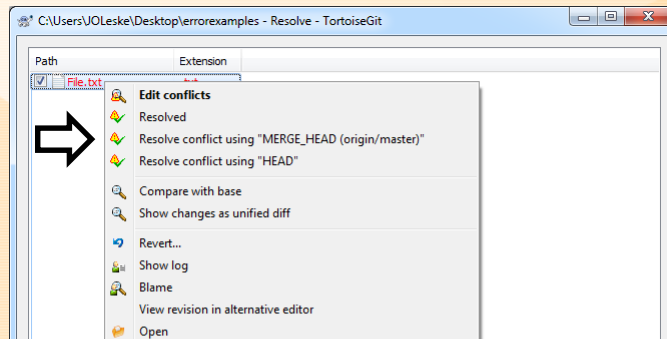 C:\Users\JOLeske\Desktop\errorexamples - Resolve - TortoiseGit
Path Extension
File.txt .txt
Edit conflicts
Resolved
Resolve conflict using "MERGE_HEAD (origin/master)"
Resolve conflict using "HEAD"
Compare with base
Show changes as unified diff
Revert...
Show log
Blame
View revision in alternative editor
Open